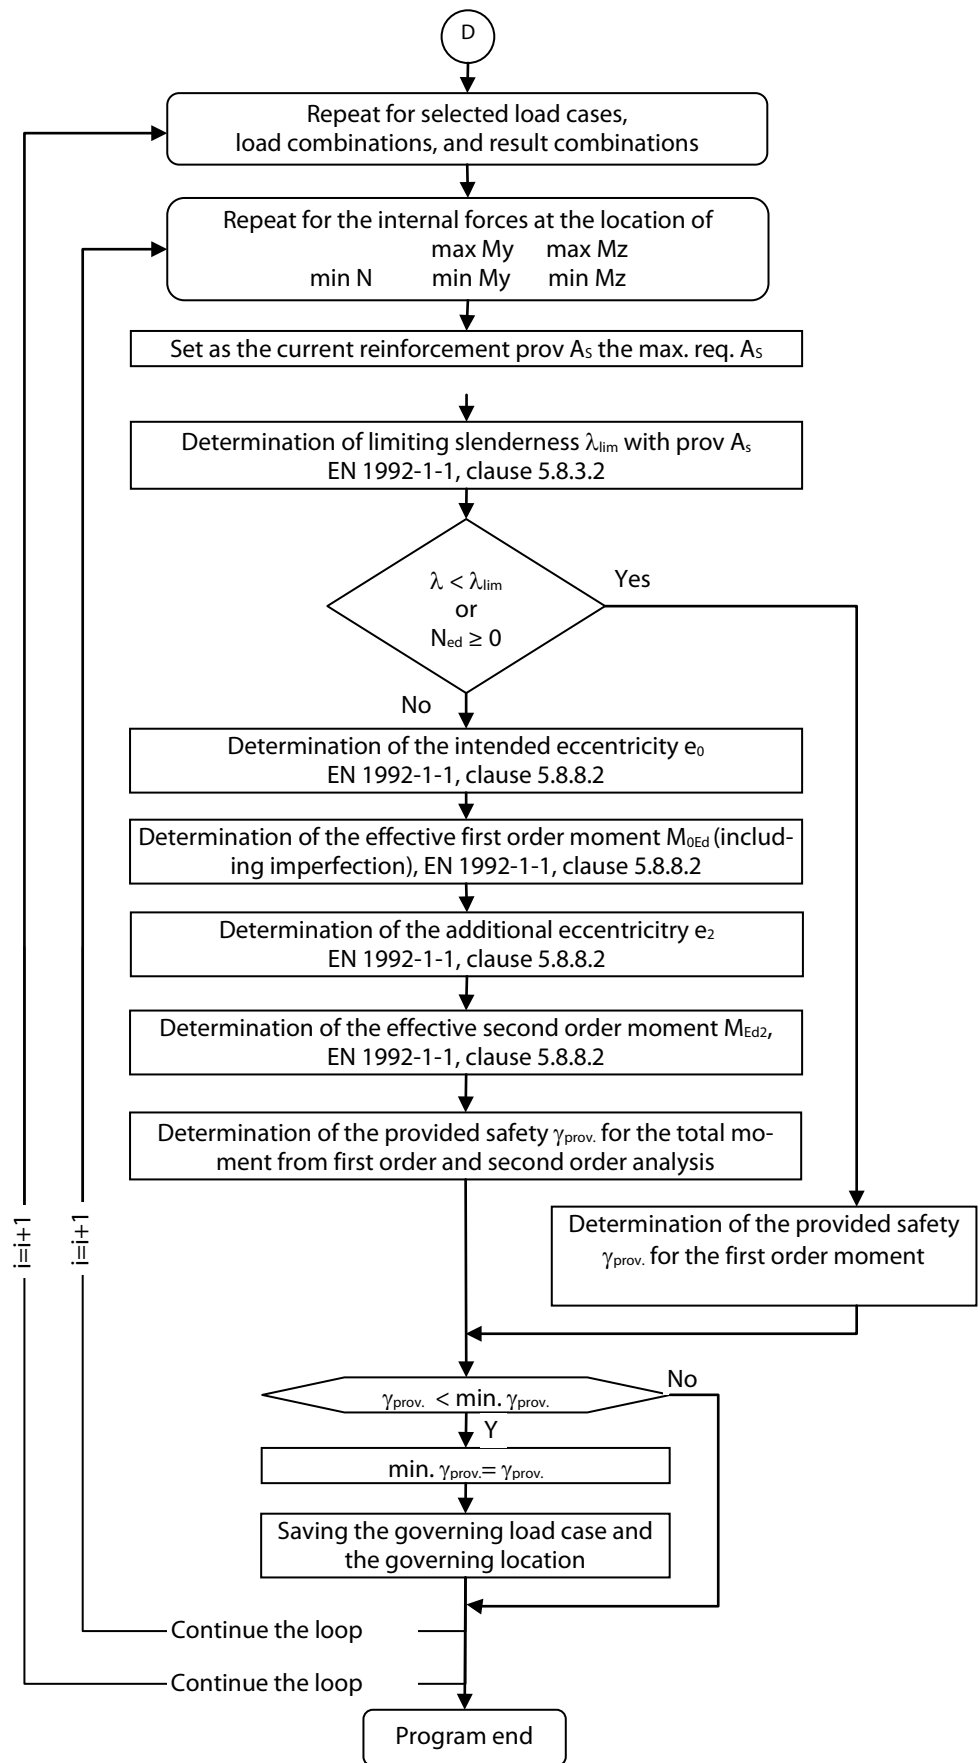 D
Repeat for selected load cases,
load combinations, and result combinations
Repeat for the internal forces at the location of
max My max Mz
min N min My min Mz
Set as the current reinforcement prov Aₛ the max. req. Aₛ
Determination of limiting slenderness λlim with prov Aₛ
EN 1992-1-1, clause 5.8.3.2
λ < λlim
or
Ned ≥ 0
Yes
No
Determination of the intended eccentricity e₀
EN 1992-1-1, clause 5.8.8.2
Determination of the effective first order moment M0Ed (includ-
ing imperfection), EN 1992-1-1, clause 5.8.8.2
Determination of the additional eccentricitry e₂
EN 1992-1-1, clause 5.8.8.2
Determination of the effective second order moment MEd2,
EN 1992-1-1, clause 5.8.8.2
Determination of the provided safety γprov. for the total mo-
ment from first order and second order analysis
i=i+1
i=i+1
Determination of the provided safety
γprov. for the first order moment
γprov. < min. γprov.
No
Y
min. γprov.= γprov.
Saving the governing load case and
the governing location
Continue the loop
Continue the loop
Program end